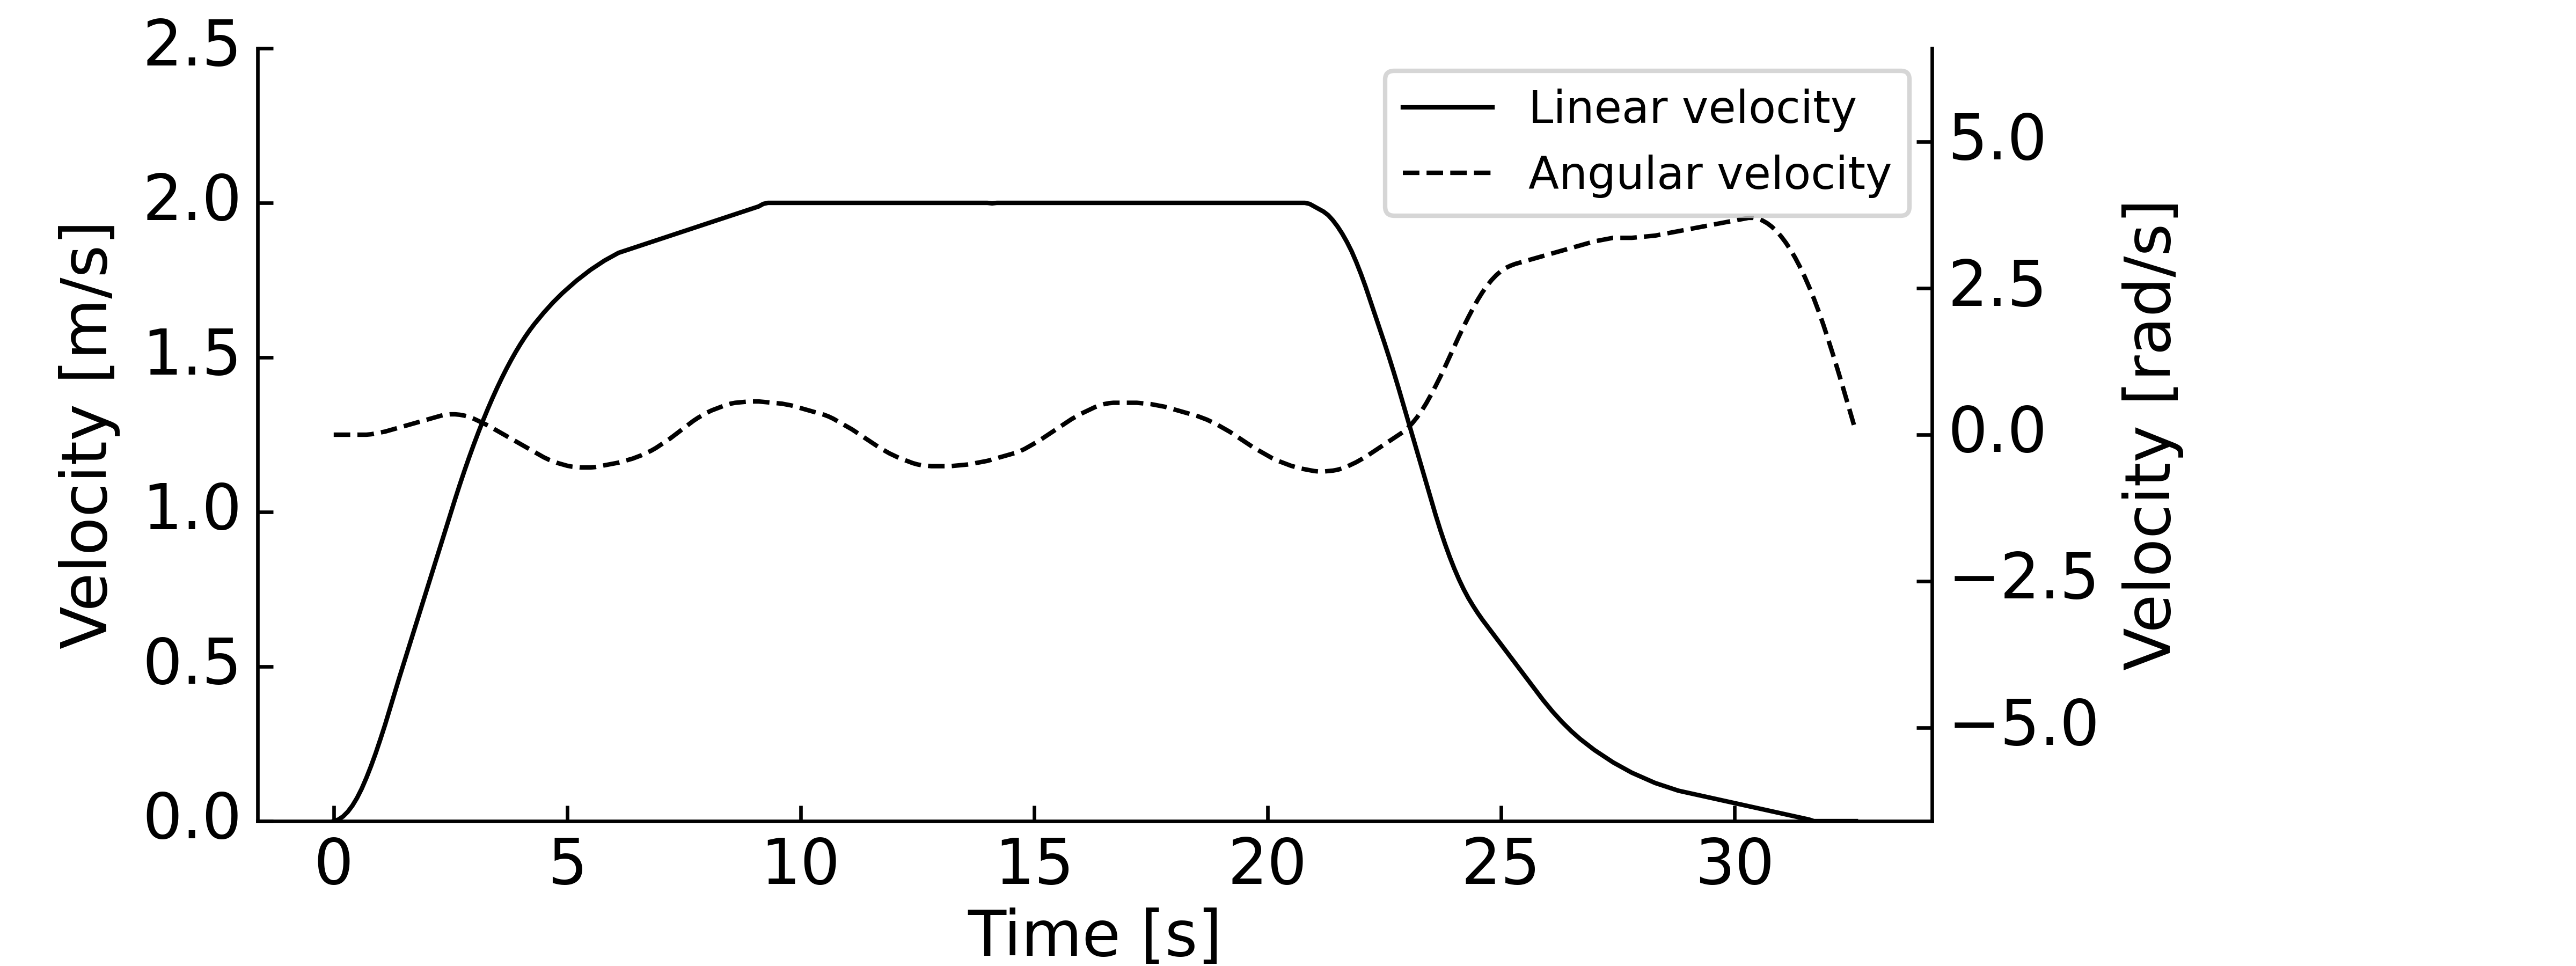 2.5
2.0
1.5
1.0
0.5
0.0
Velocity [m/s]
Linear velocity
Angular velocity
5.0
2.5
0.0
−2.5
−5.0
Velocity [rad/s]
0 5 10 15 20 25 30
Time [s]